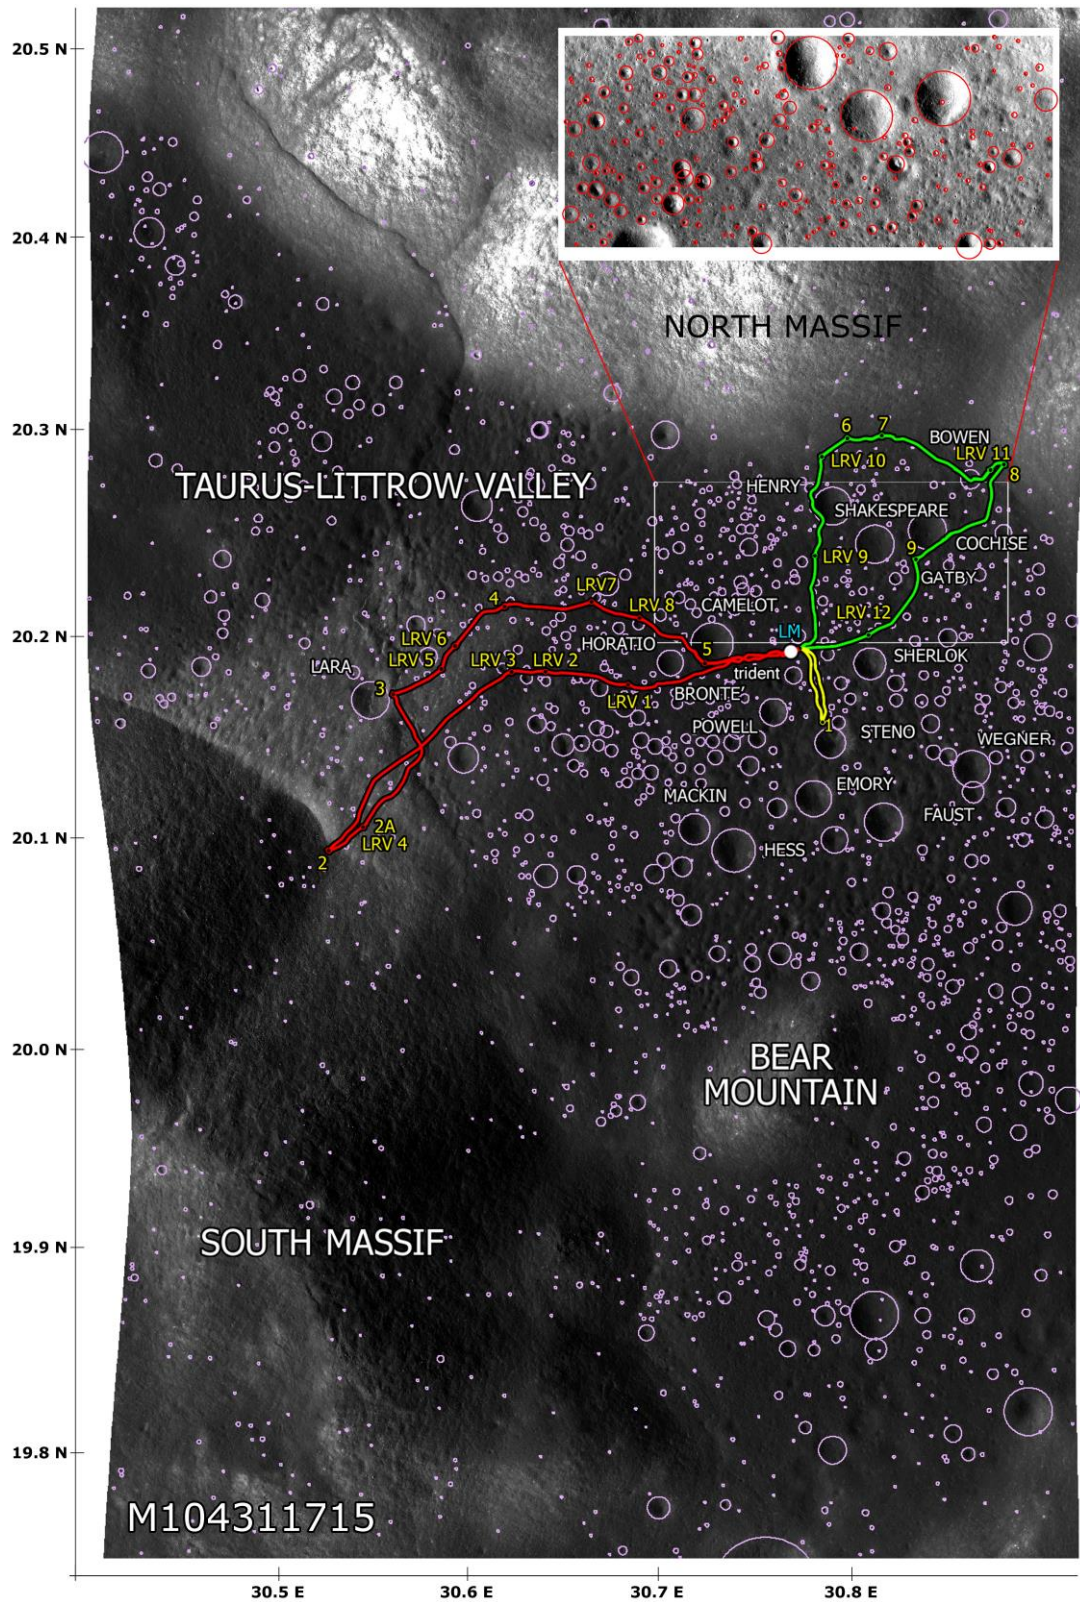 20.5 N
20.4 N
NORTH MASSIF
20.3 N
6
7
BOWEN
LRV 11
LRV 10
8
TAURUS-LITTROW VALLEY
HENRY
SHAKESPEARE
9
COCHISE
LRV 9
GATBY
4
LRV7
LRV 8
CAMELOT
LRV 12
20.2 N
LRV 6
LM
HORATIO
5
SHERLOK
LARA
LRV 5
LRV 3
LRV 2
trident
3
LRV 1
BRONTE'
1
POWELL
STENO
WEGNER
EMORY
MACKIN
FAUST
20.1 N
2A
LRV 4
HESS
2
20.0 N
BEAR
MOUNTAIN
SOUTH MASSIF
19.9 N
19.8 N
M104311715
30.5 E
30.6 E
30.7 E
30.8 E